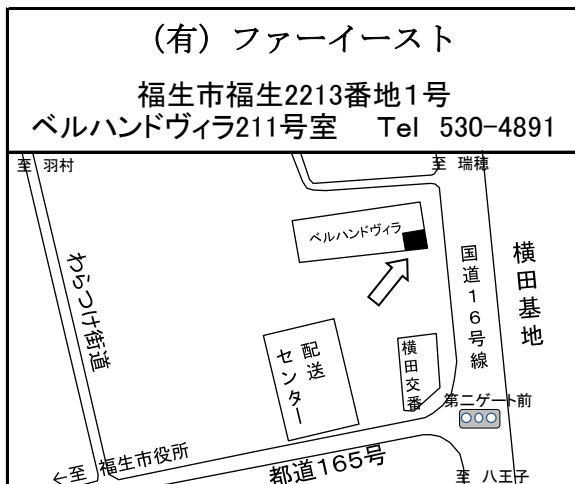 (有) ファーイースト
福生市福生2213番地1号
ベルハンドヴィラ211号室 Tel 530-4891
至 羽村
至 瑞穂
ベルハンドヴィラ
わらつけ街道
国道16号線
横田基地
配送
センター
横田交番
第二ゲート前
←至 福生市役所
都道165号
至 八王子